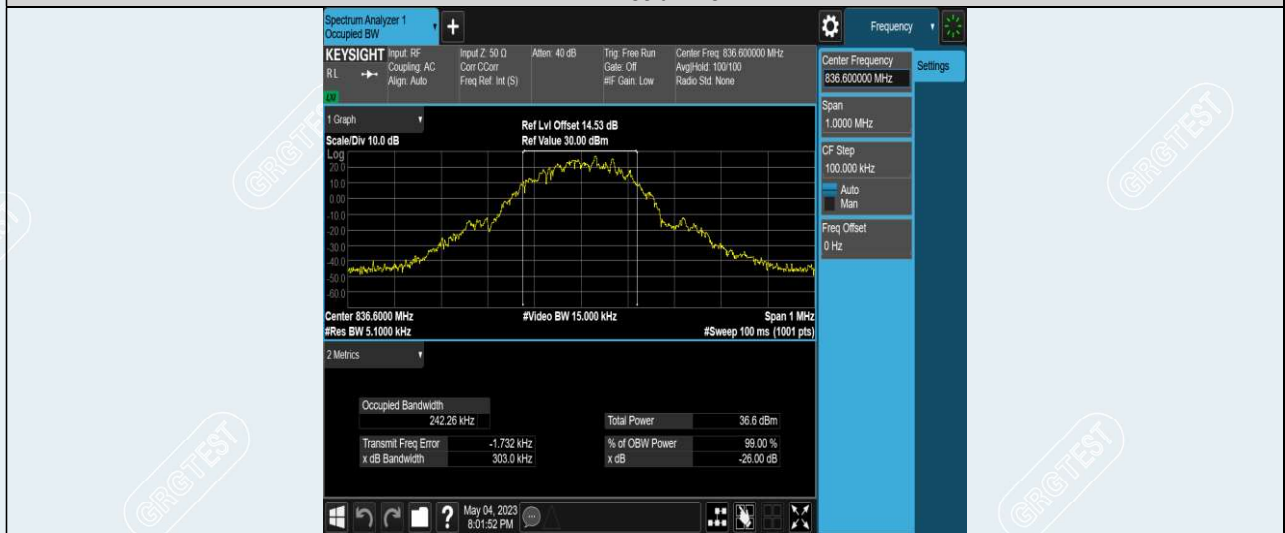 Spectrum Analyzer 1
Occupied BW
+
Frequency
KEYSIGHT
RL
LW
Input: RF
Coupling: AC
Align: Auto
Input Z: 50 Ω
Corr CCorr
Freq Ref: Int (S)
Atten: 40 dB
Trig: Free Run
Gate: Off
#IF Gain: Low
Center Freq: 836.600000 MHz
Avg|Hold: 100/100
Radio Std: None
Center Frequency
836.600000 MHz
Settings
Span
1.0000 MHz
CF Step
100.000 kHz
Auto
Man
Freq Offset
0 Hz
1 Graph
Scale/Div 10.0 dB
Ref Lvl Offset 14.53 dB
Ref Value 30.00 dBm
Log
20.0
10.0
0.00
-10.0
-20.0
-30.0
-40.0
-50.0
-60.0
Center 836.6000 MHz
#Video BW 15.000 kHz
Span 1 MHz
#Res BW 5.1000 kHz
#Sweep 100 ms (1001 pts)
2 Metrics
Occupied Bandwidth
242.26 kHz
Total Power 36.6 dBm
Transmit Freq Error -1.732 kHz
% of OBW Power 99.00 %
x dB Bandwidth 303.0 kHz
x dB -26.00 dB
?
May 04, 2023
8:01:52 PM
GRGTEST
GRGTEST
GRGTEST
GRGTEST